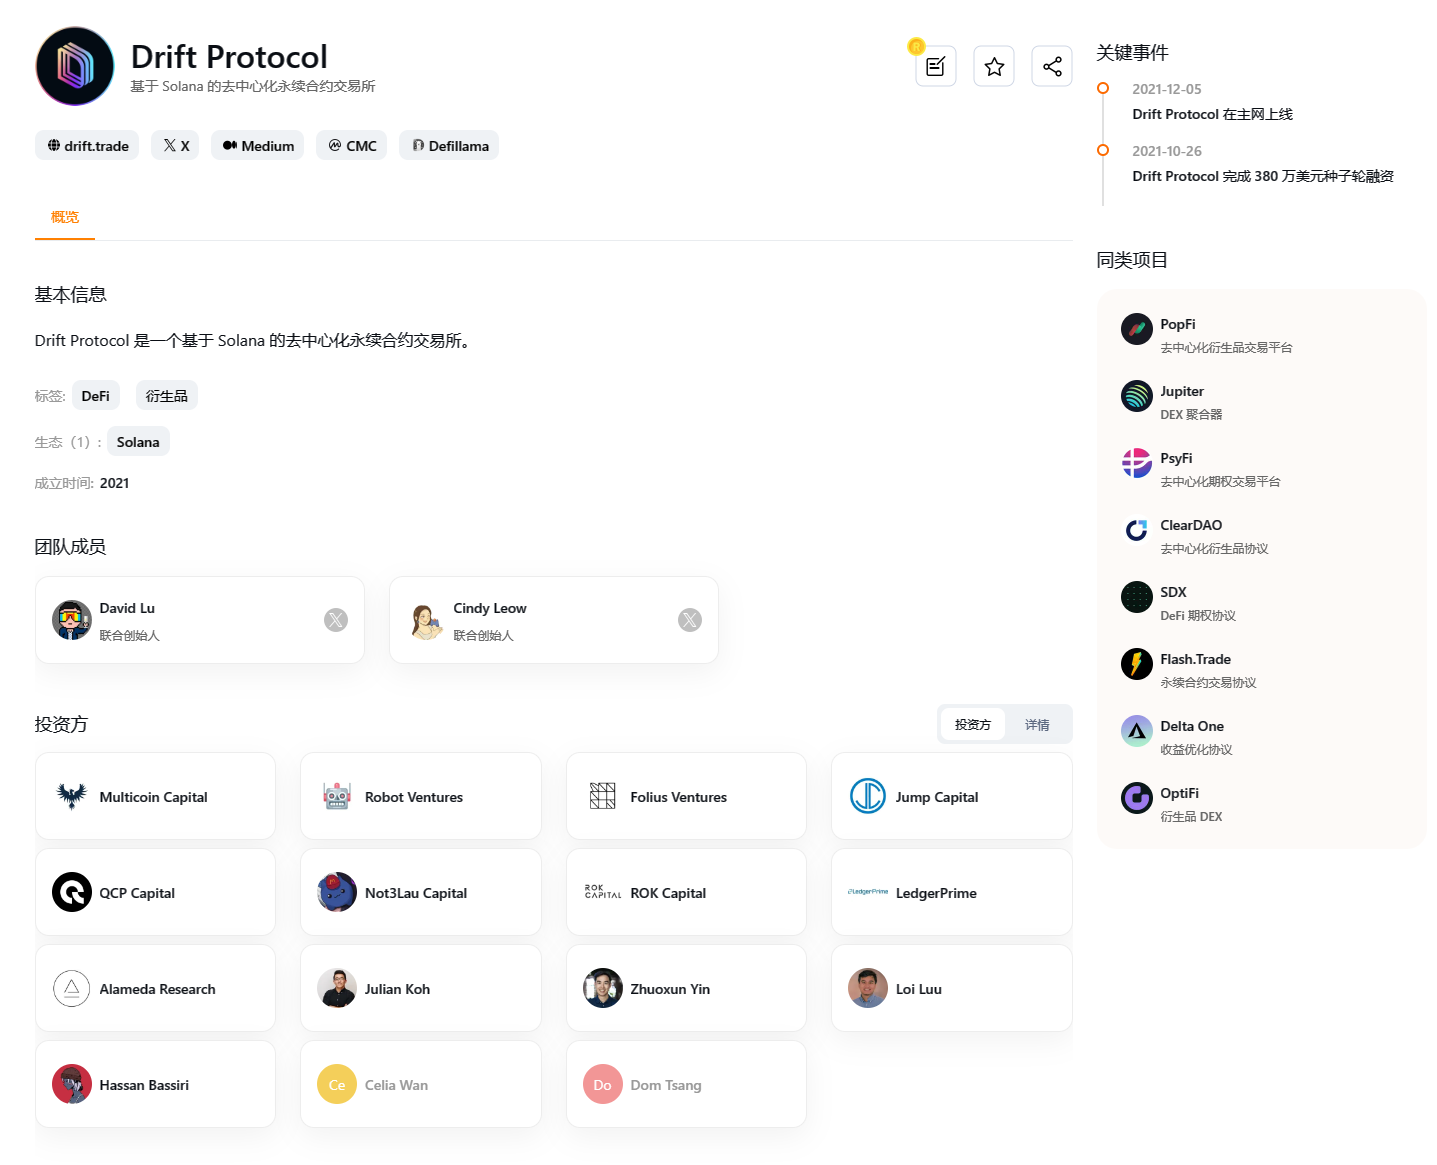 Drift Protocol
基于 Solana 的去中心化永续合约交易所
R
drift.trade
X
Medium
CMC
Defillama
概览
基本信息
Drift Protocol 是一个基于 Solana 的去中心化永续合约交易所。
标签: DeFi 衍生品
生态（1）: Solana
成立时间: 2021
团队成员
David Lu
联合创始人
Cindy Leow
联合创始人
投资方
投资方 详情
Multicoin Capital
Robot Ventures
Folius Ventures
Jump Capital
QCP Capital
Not3Lau Capital
ROK CAPITAL
ROK Capital
LedgerPrime
LedgerPrime
Alameda Research
Julian Koh
Zhuoxun Yin
Loi Luu
Hassan Bassiri
Ce
Celia Wan
Do
Dom Tsang
关键事件
2021-12-05
Drift Protocol 在主网上线
2021-10-26
Drift Protocol 完成 380 万美元种子轮融资
同类项目
PopFi
去中心化衍生品交易平台
Jupiter
DEX 聚合器
PsyFi
去中心化期权交易平台
ClearDAO
去中心化衍生品协议
SDX
DeFi 期权协议
Flash.Trade
永续合约交易协议
Delta One
收益优化协议
OptiFi
衍生品 DEX